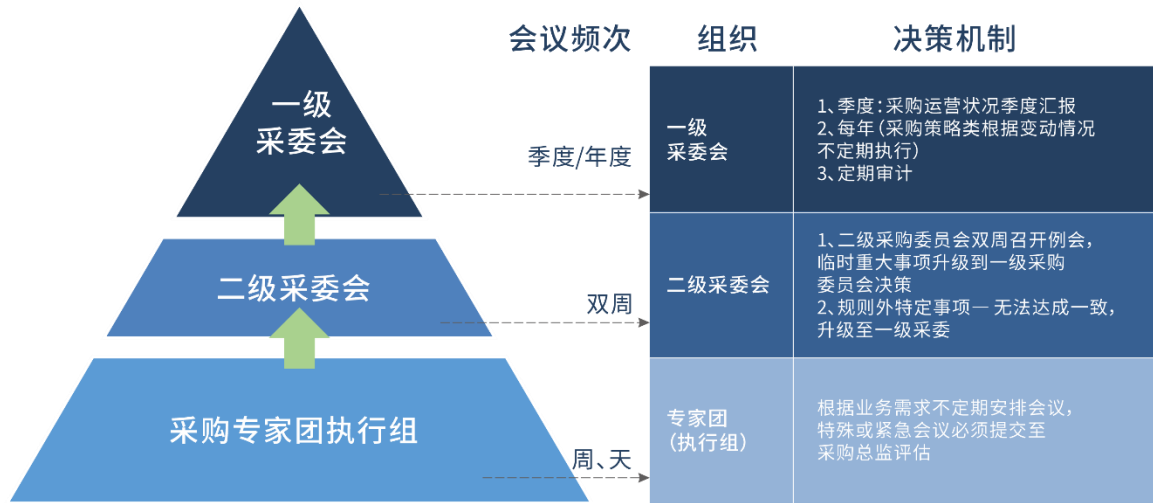 会议频次
组织
决策机制
一级
采委会
季度/年度
一级
采委会
1、季度：采购运营状况季度汇报
2、每年（采购策略类根据变动情况
不定期执行）
3、定期审计
二级采委会
双周
二级采委会
1、二级采购委员会双周召开例会，
临时重大事项升级到一级采购
委员会决策
2、规则外特定事项— 无法达成一致，
升级至一级采委
采购专家团执行组
周、天
专家团
（执行组）
根据业务需求不定期安排会议，
特殊或紧急会议必须提交至
采购总监评估